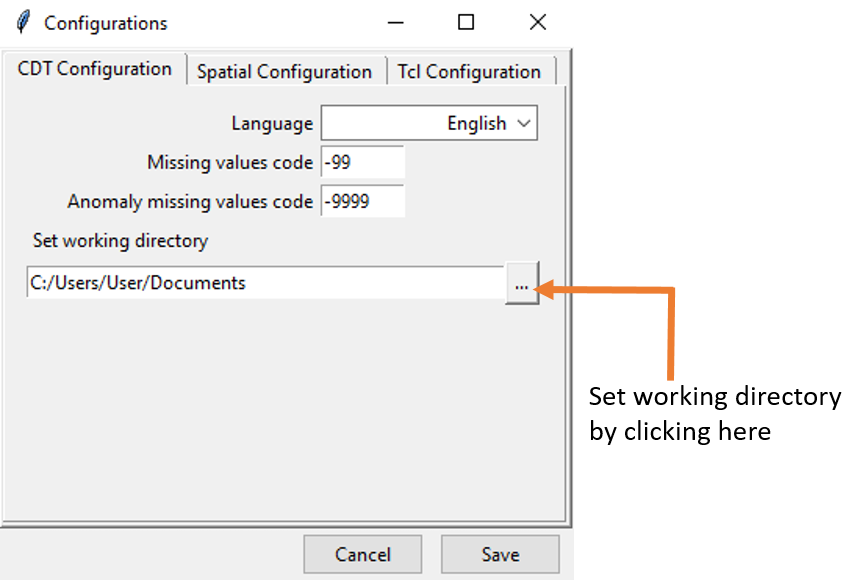 Configurations
CDT Configuration Spatial Configuration Tcl Configuration
Language English
Missing values code -99
Anomaly missing values code -9999
Set working directory
C:/Users/User/Documents ...
Set working directory
by clicking here
Cancel Save